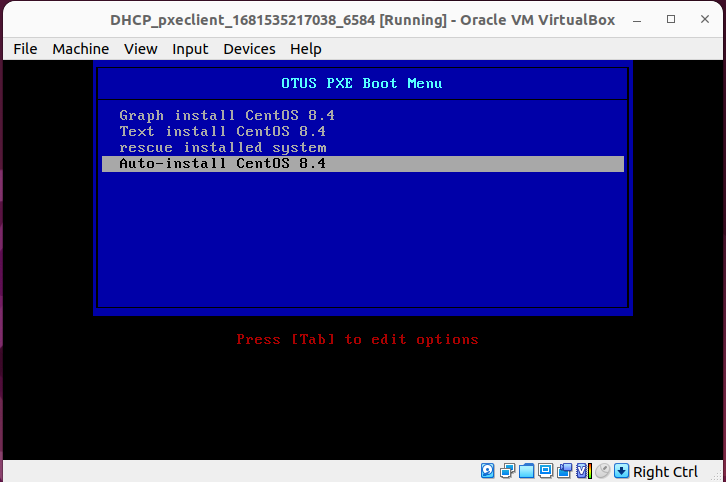 DHCP_pxeclient_1681535217038_6584 [Running] - Oracle VM VirtualBox
File Machine View Input Devices Help
OTUS PXE Boot Menu
Graph install CentOS 8.4
Text install CentOS 8.4
rescue installed system
Auto-install CentOS 8.4
Press [Tab] to edit options
Right Ctrl